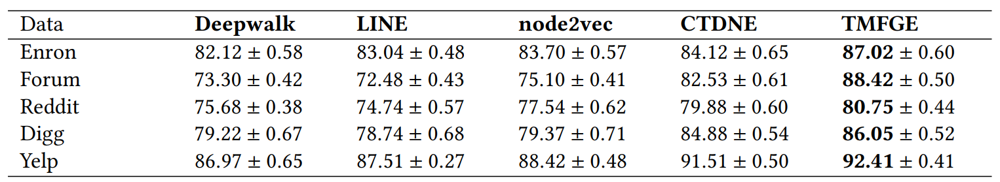 Data Deepwalk LINE node2vec CTDNE TMFGE
Enron 82.12 ± 0.58 83.04 ± 0.48 83.70 ± 0.57 84.12 ± 0.65 87.02 ± 0.60
Forum 73.30 ± 0.42 72.48 ± 0.43 75.10 ± 0.41 82.53 ± 0.61 88.42 ± 0.50
Reddit 75.68 ± 0.38 74.74 ± 0.57 77.54 ± 0.62 79.88 ± 0.60 80.75 ± 0.44
Digg 79.22 ± 0.67 78.74 ± 0.68 79.37 ± 0.71 84.88 ± 0.54 86.05 ± 0.52
Yelp 86.97 ± 0.65 87.51 ± 0.27 88.42 ± 0.48 91.51 ± 0.50 92.41 ± 0.41